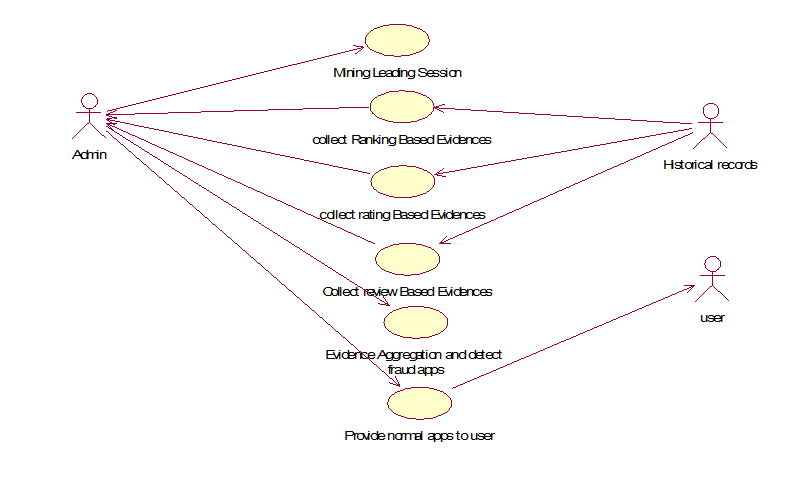 Mining Leading Session
collect Ranking Based Evidences
Admin
Historical records
collect rating Based Evidences
Collect review Based Evidences
user
Evidence Aggregation and detect
fraud apps
Provide normal apps to user